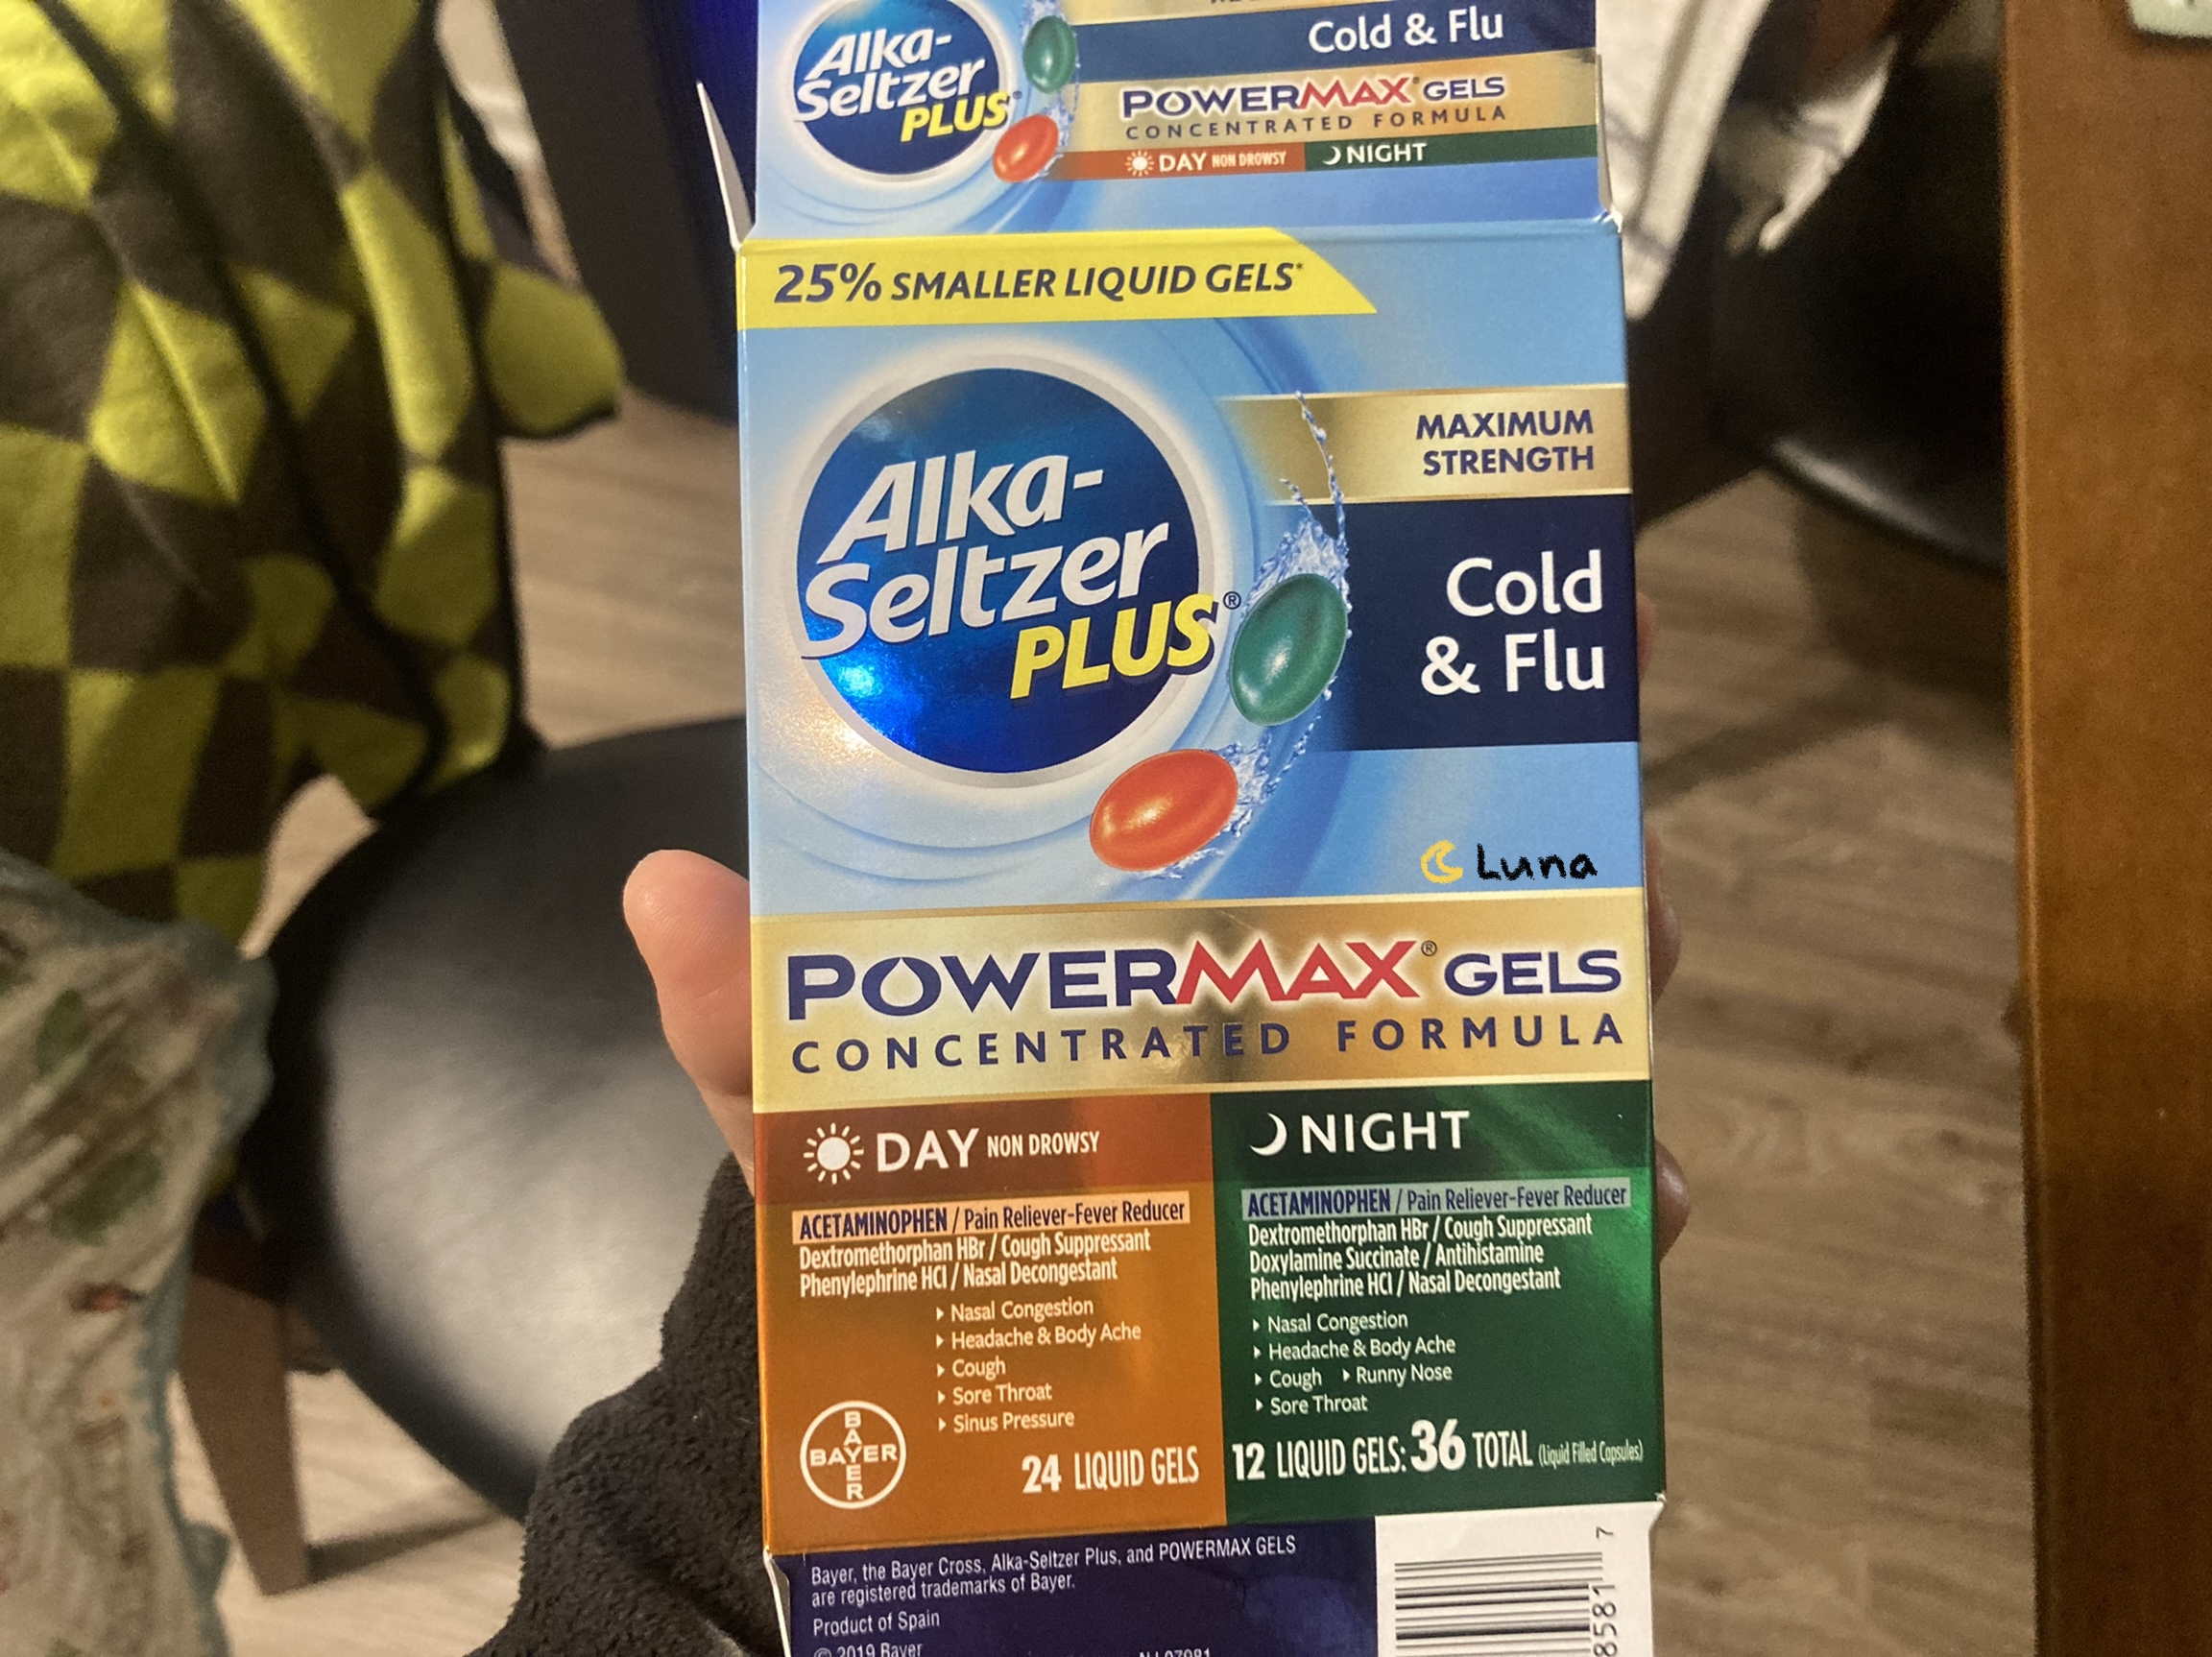 Alka-
Seltzer
PLUS®
Cold & Flu
POWERMAX® GELS
CONCENTRATED FORMULA
DAY NON DROWSY
NIGHT
25% SMALLER LIQUID GELS*
MAXIMUM
STRENGTH
Alka-
Seltzer
PLUS®
Cold
& Flu
Luna
POWERMAX® GELS
CONCENTRATED FORMULA
DAY NON DROWSY
ACETAMINOPHEN / Pain Reliever-Fever Reducer
Dextromethorphan HBr / Cough Suppressant
Phenylephrine HCl / Nasal Decongestant
Nasal Congestion
Headache & Body Ache
Cough
Sore Throat
Sinus Pressure
BAYER
BAYER
24 LIQUID GELS
NIGHT
ACETAMINOPHEN / Pain Reliever-Fever Reducer
Dextromethorphan HBr / Cough Suppressant
Doxylamine Succinate / Antihistamine
Phenylephrine HCl / Nasal Decongestant
Nasal Congestion
Headache & Body Ache
Cough Runny Nose
Sore Throat
12 LIQUID GELS: 36 TOTAL (Liquid Filled Capsules)
Bayer, the Bayer Cross, Alka-Seltzer Plus, and POWERMAX GELS
are registered trademarks of Bayer.
Product of Spain
© 2019 Bayer
NJ 07981
85817